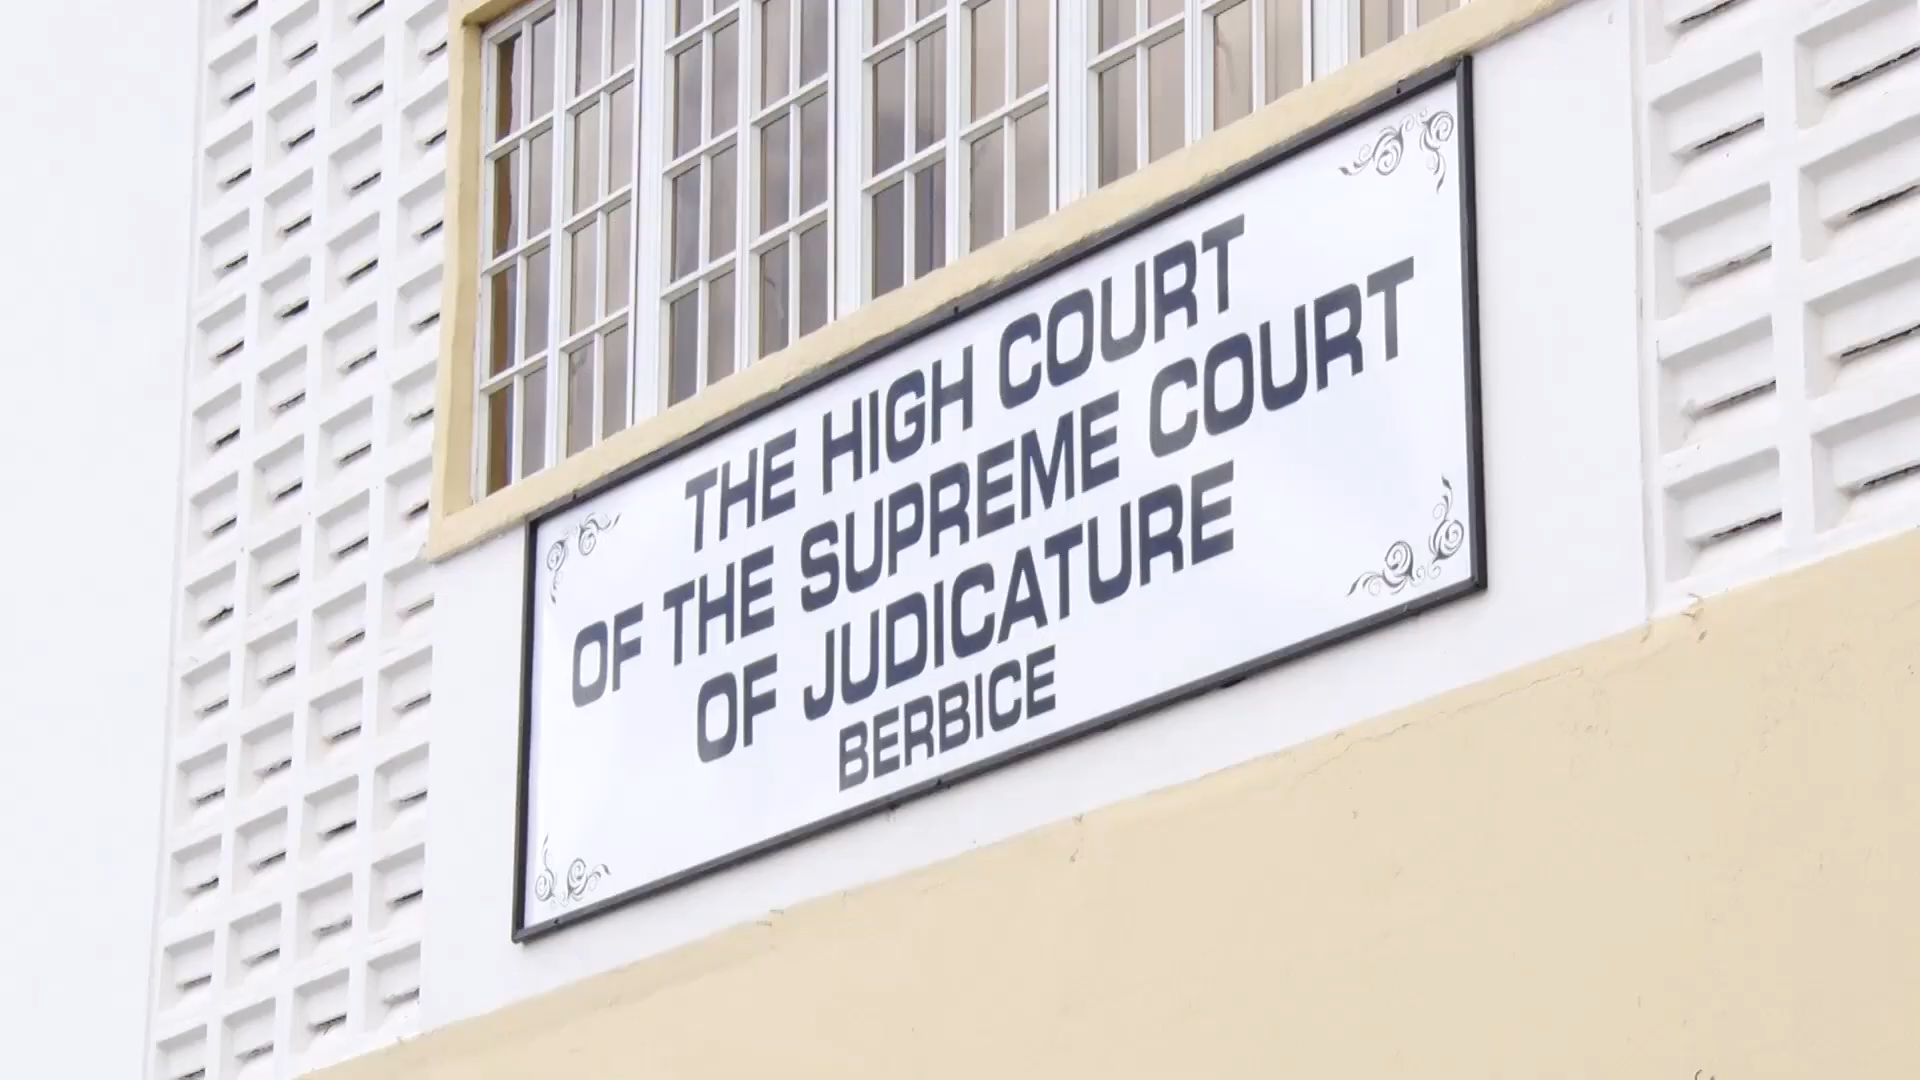 THE HIGH COURT
OF THE SUPREME COURT
OF JUDICATURE
BERBICE